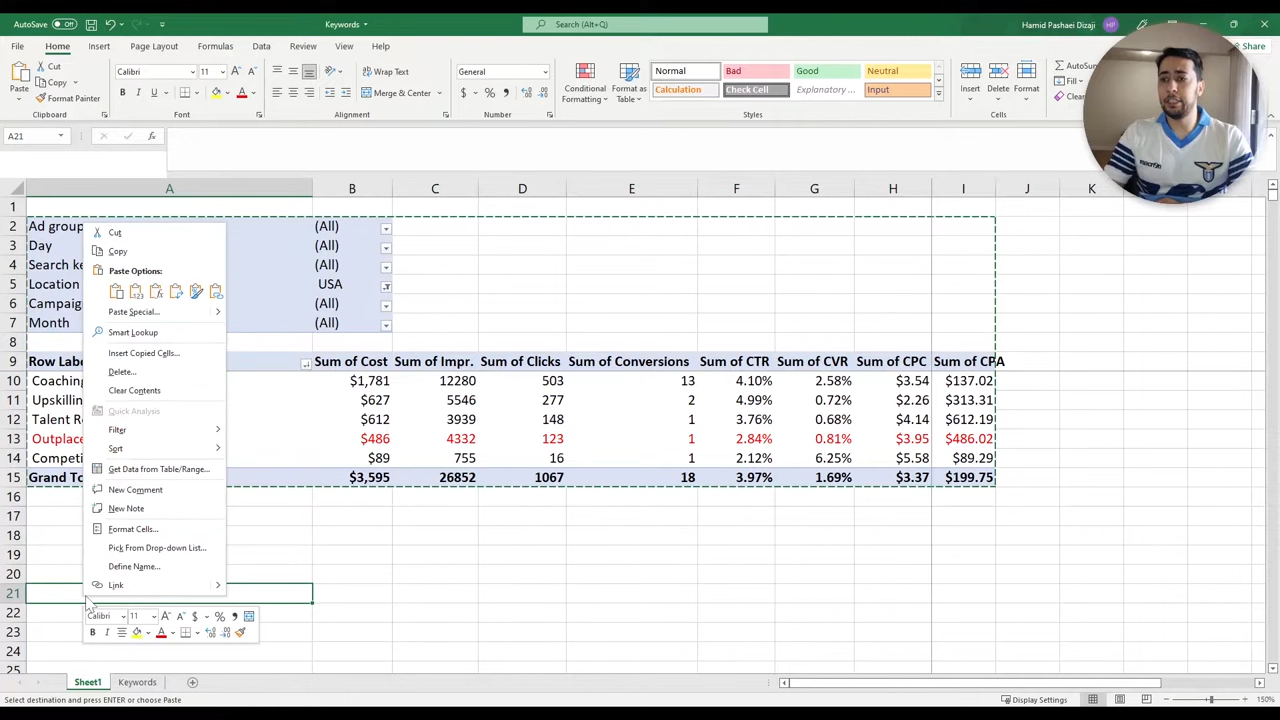 AutoSave Off Keywords Search (Alt+Q) Hamid Pashaei Dizaji HP
File Home Insert Page Layout Formulas Data Review View Help Share
Paste Cut Copy Format Painter Clipboard
Calibri 11 B I U Font
Wrap Text Merge & Center Alignment
General $ % , Number
Conditional Formatting Format as Table
Normal Bad Good Neutral
Calculation Check Cell Explanatory ... Input
Styles
Insert Delete Format Cells
AutoSum
Fill
Clear
A21 fx
A B C D E F G H I J K L
1
2 Ad group (All)
3 Day (All)
4 Search ke (All)
5 Location USA
6 Campaign (All)
7 Month (All)
8
9 Row Labe Sum of Cost Sum of Impr. Sum of Clicks Sum of Conversions Sum of CTR Sum of CVR Sum of CPC Sum of CPA
10 Coaching $1,781 12280 503 13 4.10% 2.58% $3.54 $137.02
11 Upskilling $627 5546 277 2 4.99% 0.72% $2.26 $313.31
12 Talent Re $612 3939 148 1 3.76% 0.68% $4.14 $612.19
13 Outplace $486 4332 123 1 2.84% 0.81% $3.95 $486.02
14 Competi $89 755 16 1 2.12% 6.25% $5.58 $89.29
15 Grand To $3,595 26852 1067 18 3.97% 1.69% $3.37 $199.75
16
17
18
19
20
21
22
23
24
25
Cut
Copy
Paste Options:
Paste Special...
Smart Lookup
Insert Copied Cells...
Delete...
Clear Contents
Quick Analysis
Filter
Sort
Get Data from Table/Range...
New Comment
New Note
Format Cells...
Pick From Drop-down List...
Define Name...
Link
Calibri 11 A A $ % ,
B I A
Sheet1 Keywords
Select destination and press ENTER or choose Paste Display Settings 150%